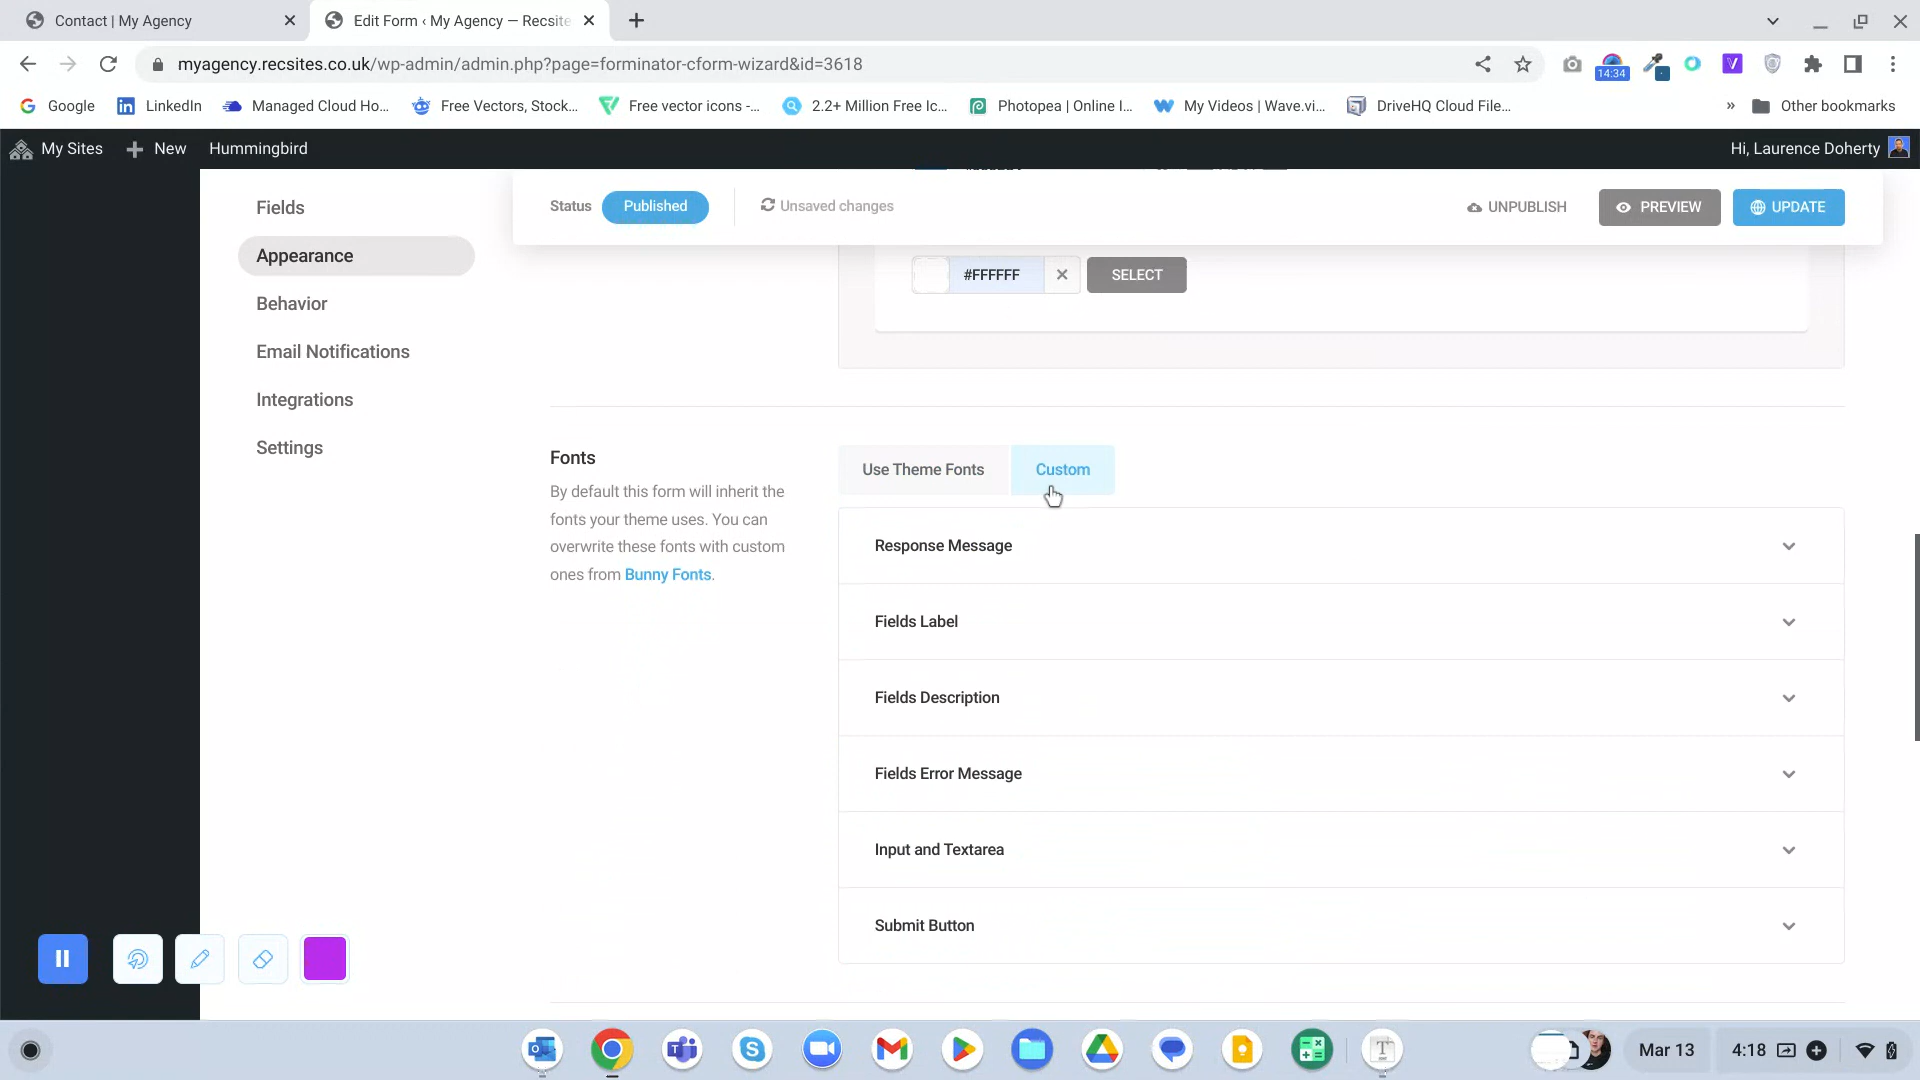 Contact | My Agency
Edit Form ‹ My Agency — Recsite
myagency.recsites.co.uk/wp-admin/admin.php?page=forminator-cform-wizard&id=3618
14:34
Google
LinkedIn
Managed Cloud Ho...
Free Vectors, Stock...
Free vector icons -...
2.2+ Million Free Ic...
Photopea | Online I...
My Videos | Wave.vi...
DriveHQ Cloud File...
»
Other bookmarks
My Sites
New
Hummingbird
Hi, Laurence Doherty
Fields
Appearance
Behavior
Email Notifications
Integrations
Settings
Status
Published
Unsaved changes
UNPUBLISH
PREVIEW
UPDATE
#FFFFFF
SELECT
Fonts
By default this form will inherit the
fonts your theme uses. You can
overwrite these fonts with custom
ones from Bunny Fonts.
Use Theme Fonts
Custom
Response Message
Fields Label
Fields Description
Fields Error Message
Input and Textarea
Submit Button
Mar 13
4:18